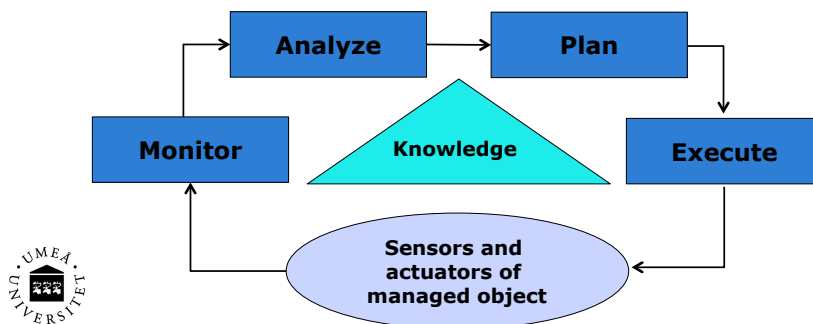 Analyze
Plan
Monitor
Knowledge
Execute
Sensors and
actuators of
managed object
UMEÅ
UNIVERSITET